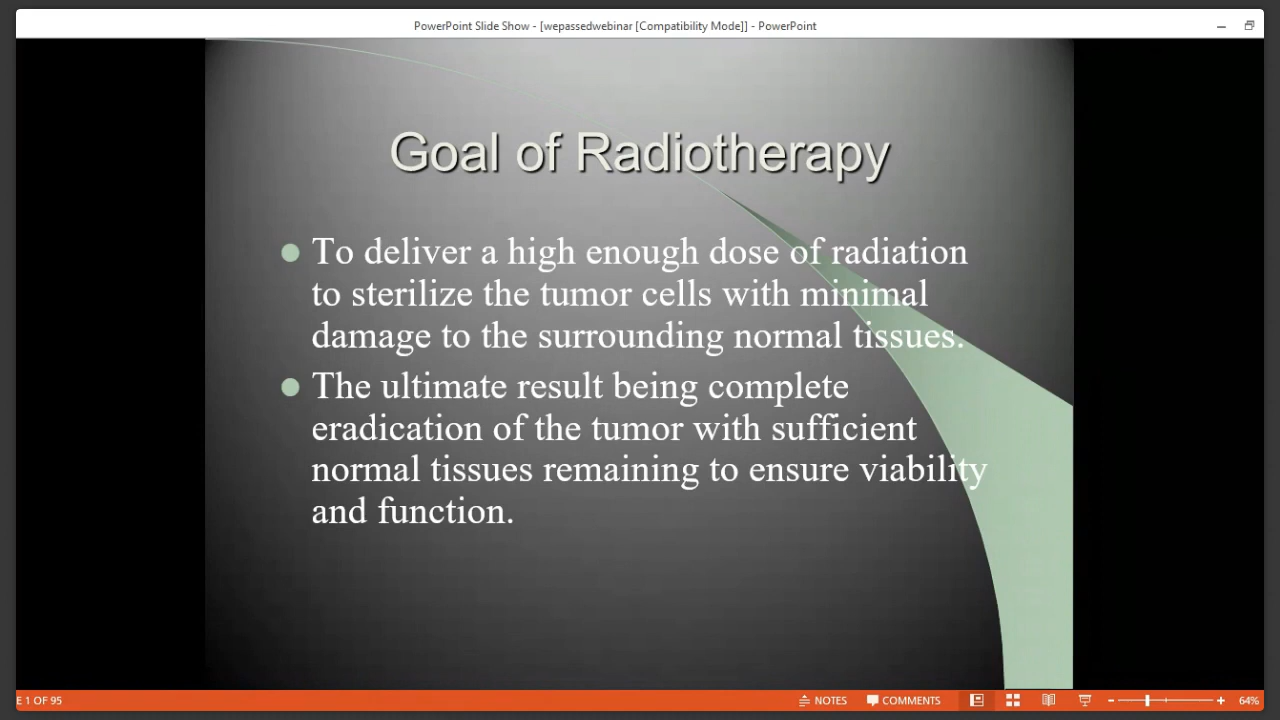 PowerPoint Slide Show - [wepassedwebinar [Compatibility Mode]] - PowerPoint
Goal of Radiotherapy
To deliver a high enough dose of radiation
to sterilize the tumor cells with minimal
damage to the surrounding normal tissues.
The ultimate result being complete
eradication of the tumor with sufficient
normal tissues remaining to ensure viability
and function.
E 1 OF 95 NOTES COMMENTS 64%